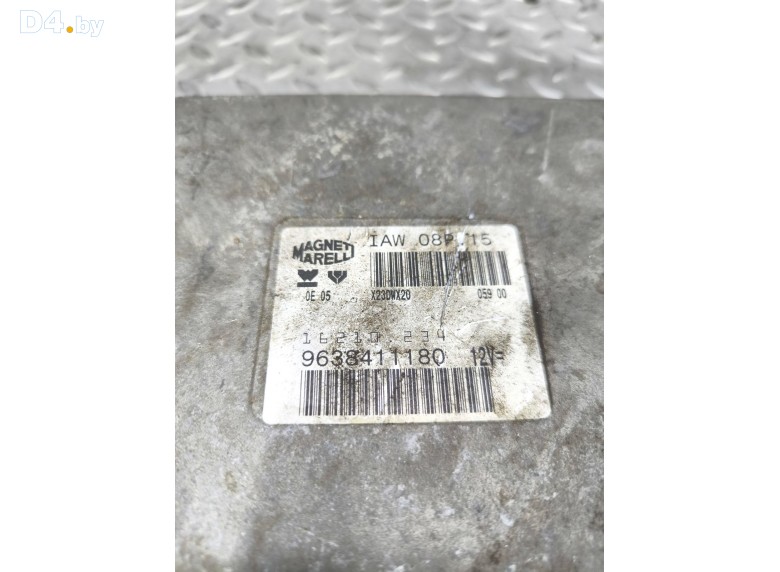 D4.by
MAGNETI MARELLI
IAW 08P.15
0E 05 X23DWX20 059 00
16210.234
9638411180 12V=